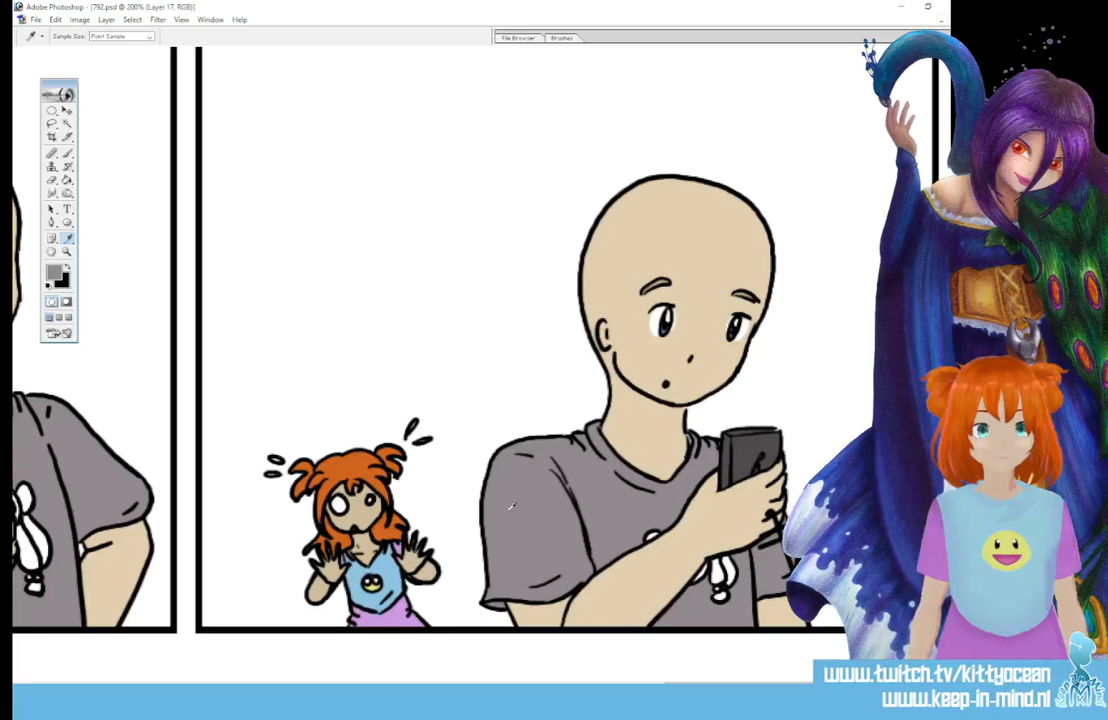 Adobe Photoshop - [792.psd @ 200% (Layer 17, RGB)]
File Edit Image Layer Select Filter View Window Help
Sample Size: Point Sample
File Browser Brushes
www.twitch.tv/kittyocean
www.keep-in-mind.nl